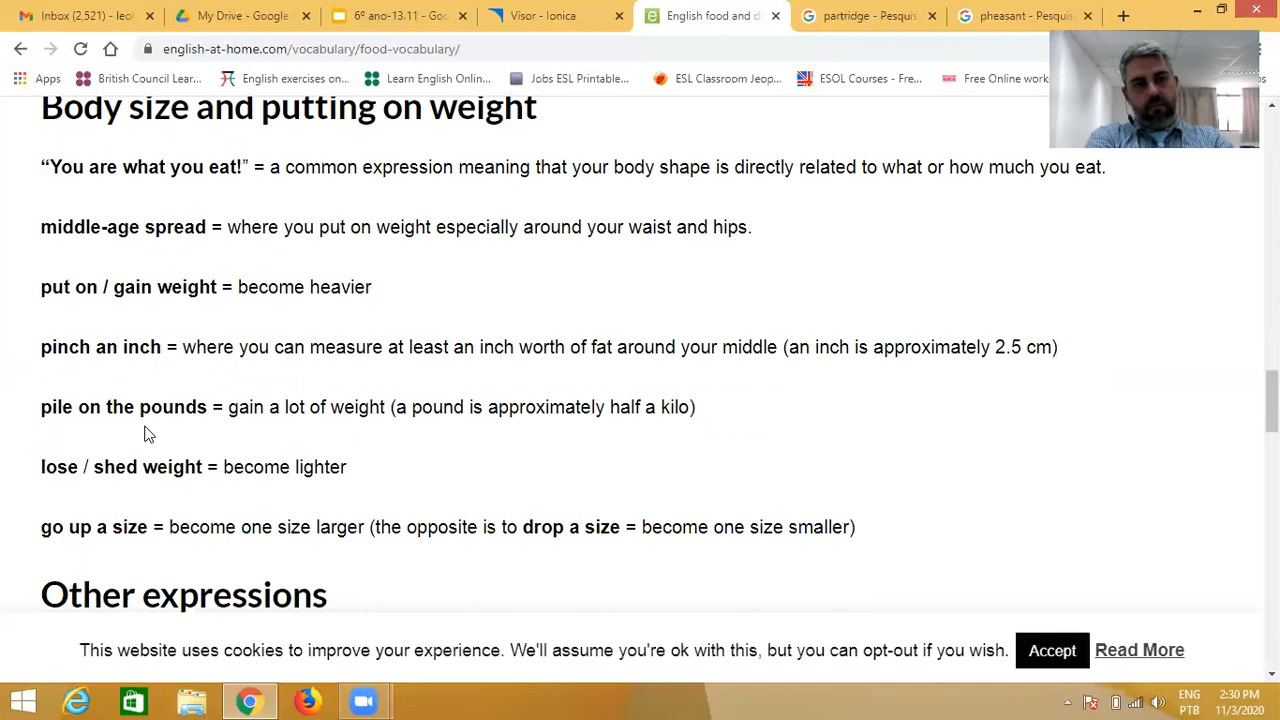 Inbox (2,521) - leon
My Drive - Google
6º ano-13.11 - Goo
Visor - Ionica
English food and d
partridge - Pesquis
pheasant - Pesquis
english-at-home.com/vocabulary/food-vocabulary/
Apps
British Council Lear...
English exercises on...
Learn English Onlin...
Jobs ESL Printable...
ESL Classroom Jeop...
ESOL Courses - Fre...
Free Online works
Body size and putting on weight
“You are what you eat!” = a common expression meaning that your body shape is directly related to what or how much you eat.
middle-age spread = where you put on weight especially around your waist and hips.
put on / gain weight = become heavier
pinch an inch = where you can measure at least an inch worth of fat around your middle (an inch is approximately 2.5 cm)
pile on the pounds = gain a lot of weight (a pound is approximately half a kilo)
lose / shed weight = become lighter
go up a size = become one size larger (the opposite is to drop a size = become one size smaller)
Other expressions
This website uses cookies to improve your experience. We'll assume you're ok with this, but you can opt-out if you wish.
Accept
Read More
ENG
PTB
2:30 PM
11/3/2020